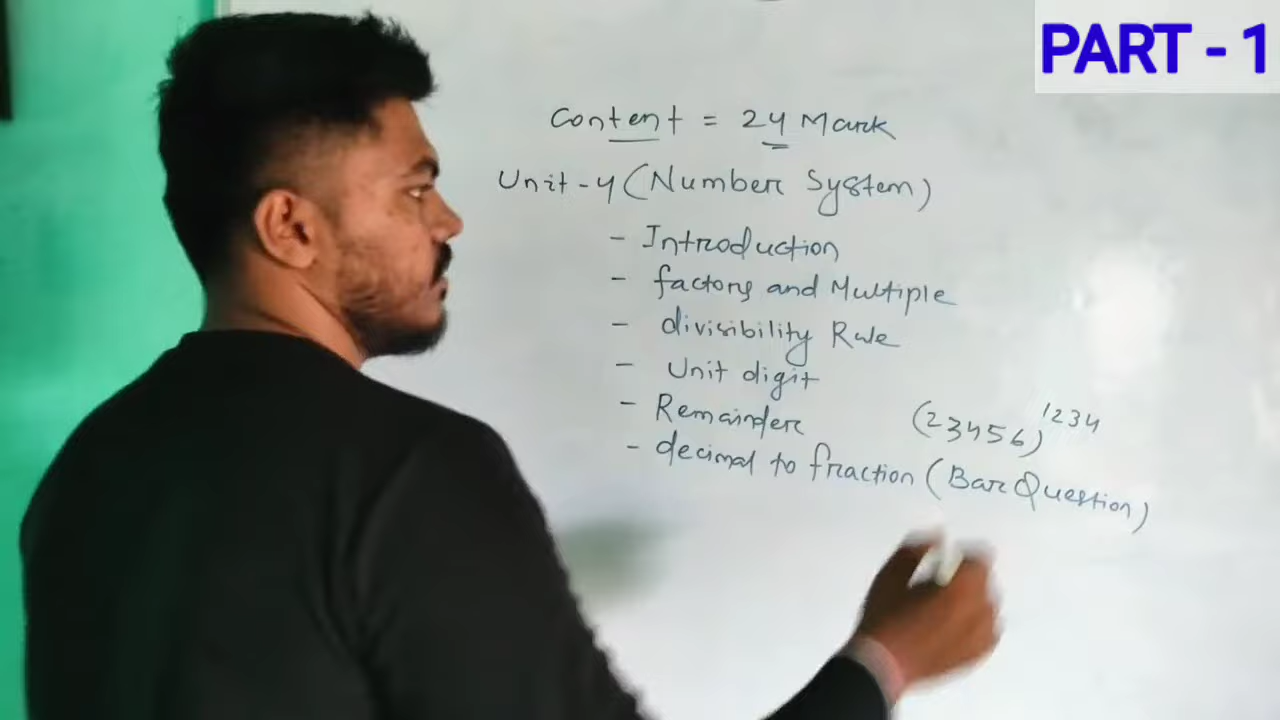 PART - 1
Content = 24 Mark
Unit - 4 (Number System)
- Introduction
- factors and Multiple
- divisibility Rule
- Unit digit
- Remainder
(23456)^1234
- decimal to fraction (Bar Question)